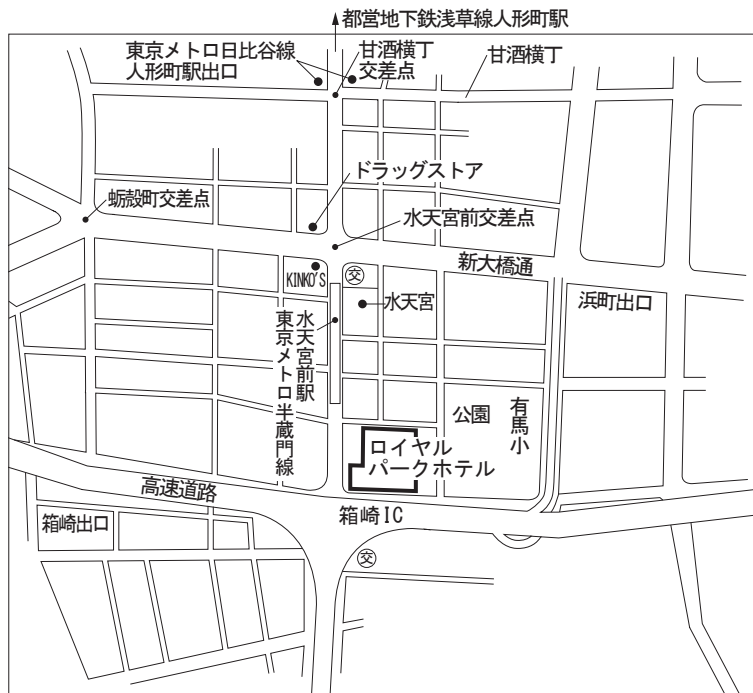 都営地下鉄浅草線人形町駅
東京メトロ日比谷線
人形町駅出口
甘酒横丁
交差点
甘酒横丁
ドラッグストア
蛎殻町交差点
水天宮前交差点
新大橋通
KINKO'S
交
水天宮
浜町出口
水天宮前駅
東京メトロ半蔵門線
公園
有馬小
ロイヤル
パークホテル
高速道路
箱崎IC
箱崎出口
交